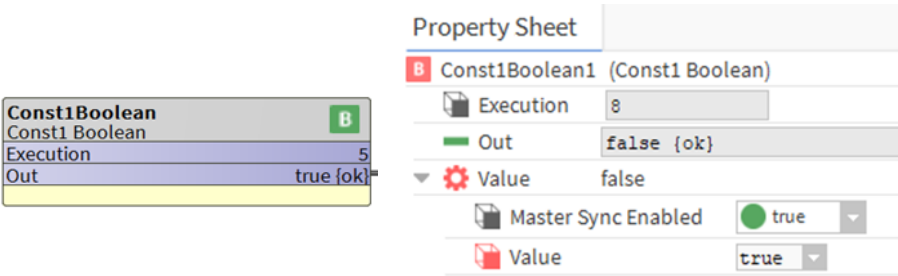 Const1Boolean
Const1 Boolean
B
Execution 5
Out true {ok}
Property Sheet
B Const1Boolean1 (Const1 Boolean)
Execution 8
Out false {ok}
Value false
Master Sync Enabled true
Value true